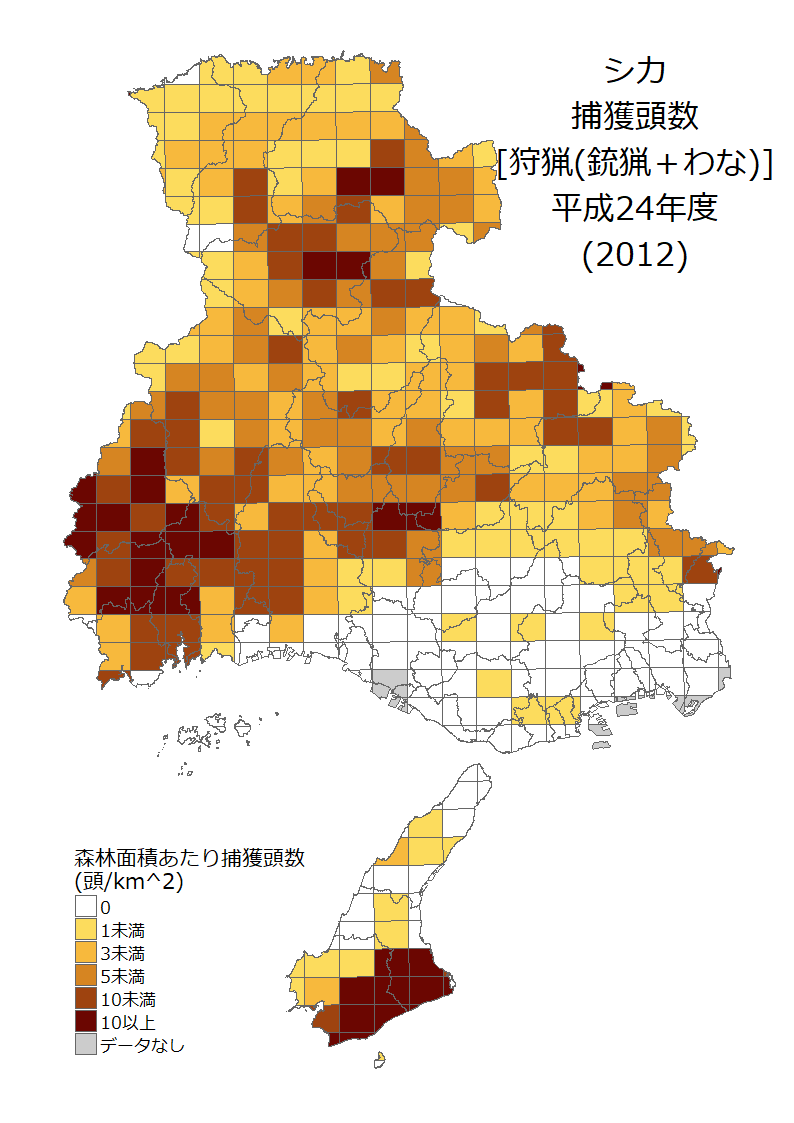 シカ
捕獲頭数
[狩猟(銃猟＋わな)]
平成24年度
(2012)
森林面積あたり捕獲頭数
(頭/km^2)
0
1未満
3未満
5未満
10未満
10以上
データなし